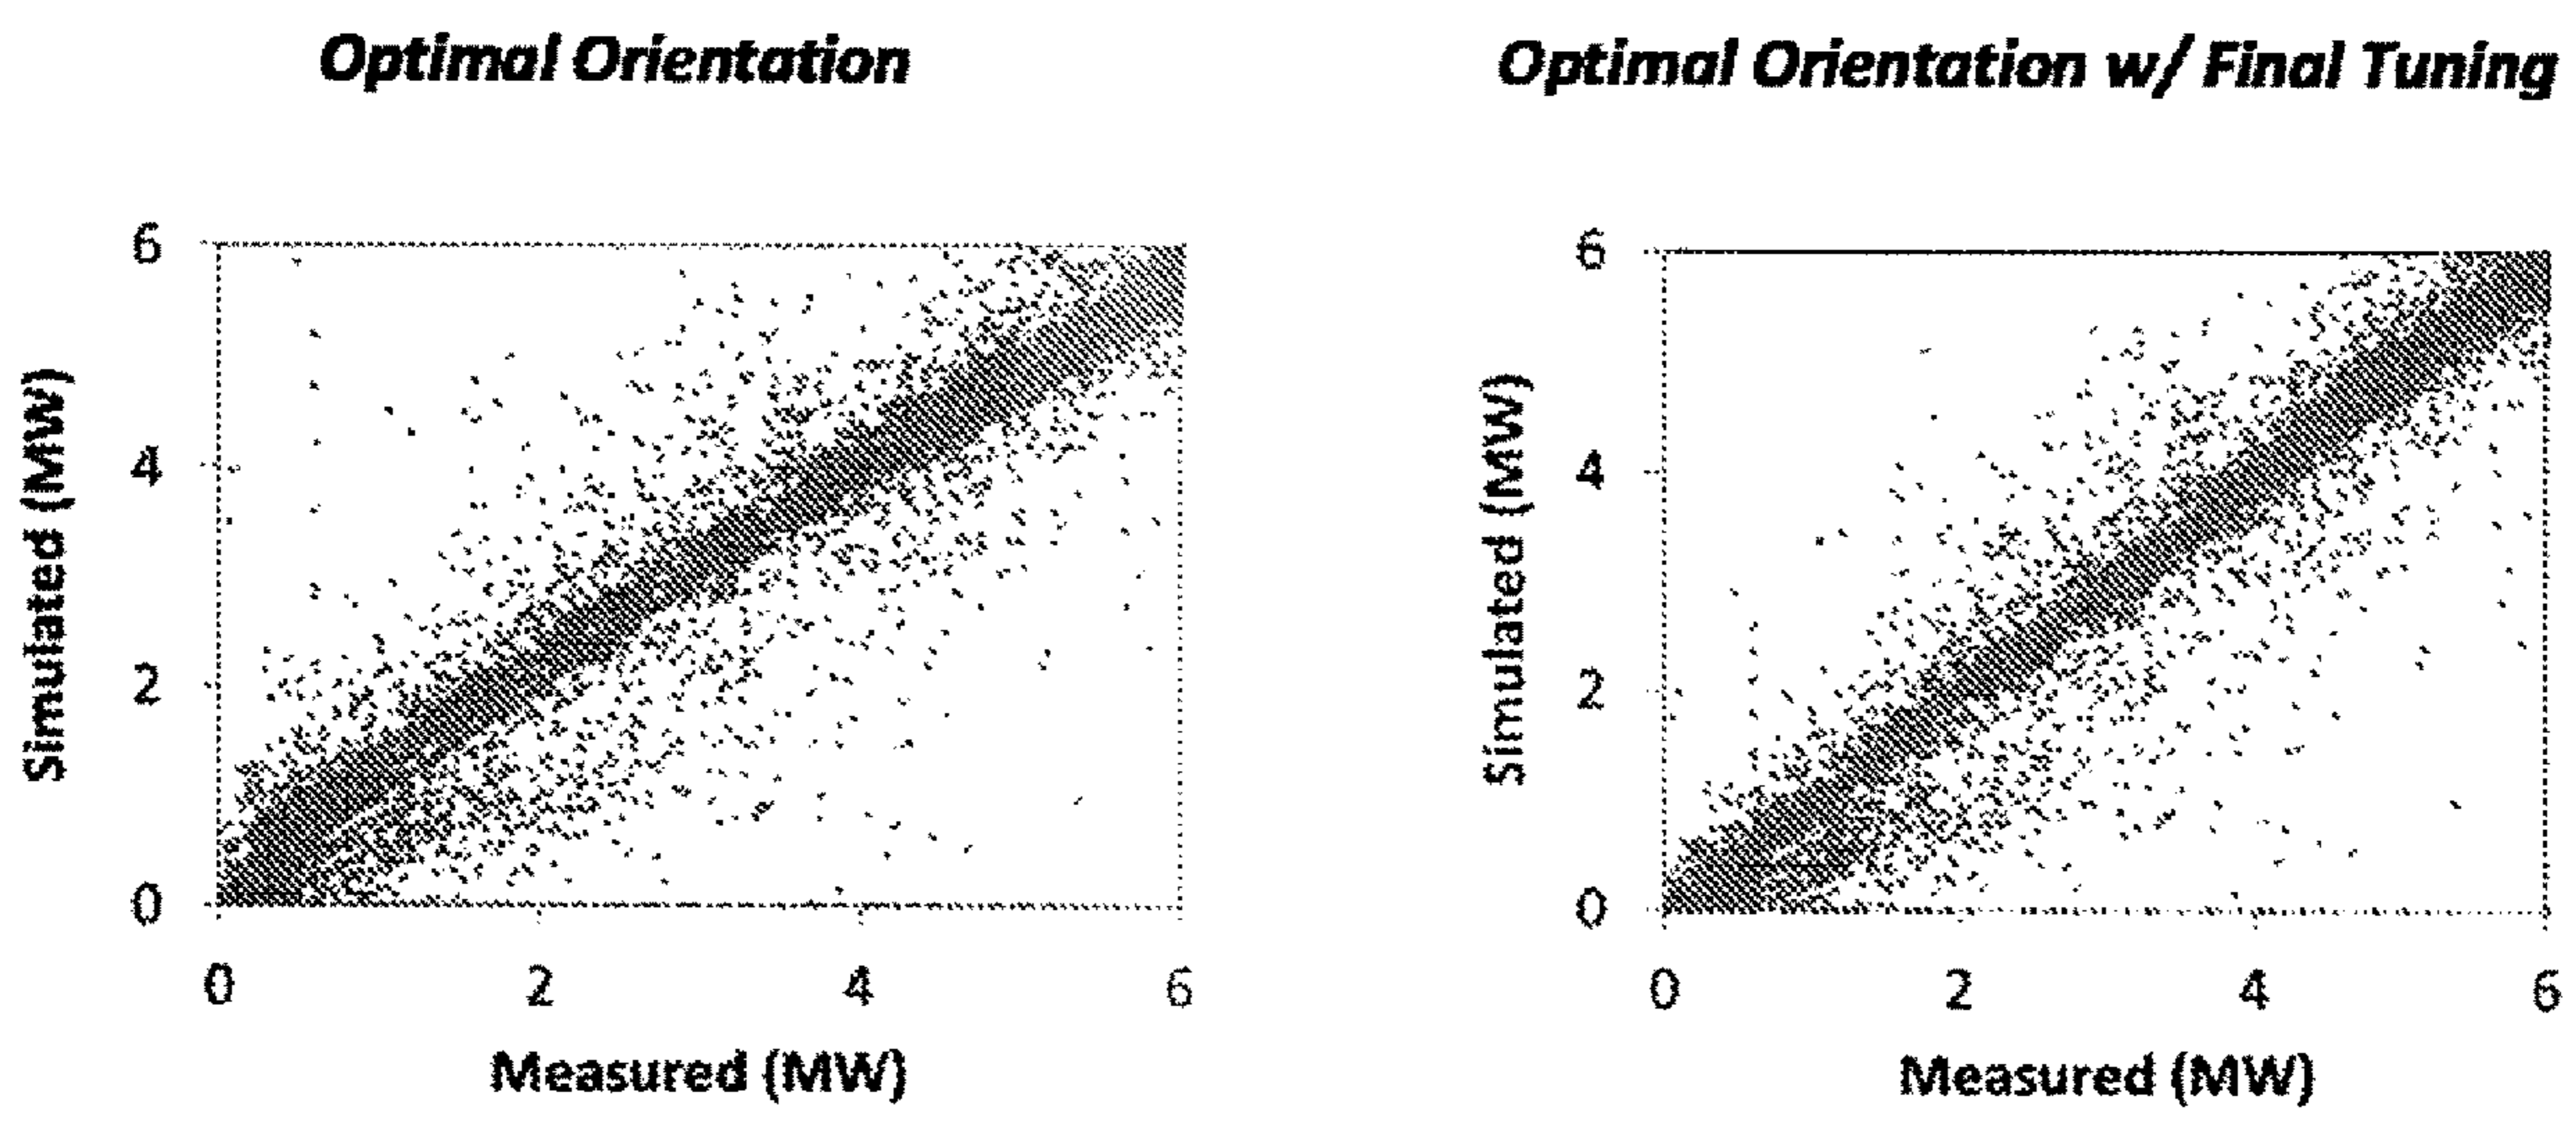 Optimal Orientation
Optimal Orientation w/ Final Tuning
6
4
2
0
Simulated (MW)
0 2 4 6
Measured (MW)
6
4
2
0
Simulated (MW)
0 2 4 6
Measured (MW)